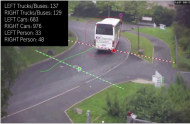 LEFT Trucks/Buses: 137
RIGHT Trucks/Buses: 129
LEFT Cars: 683
RIGHT Cars: 976
LEFT Person: 33
RIGHT Person: 48